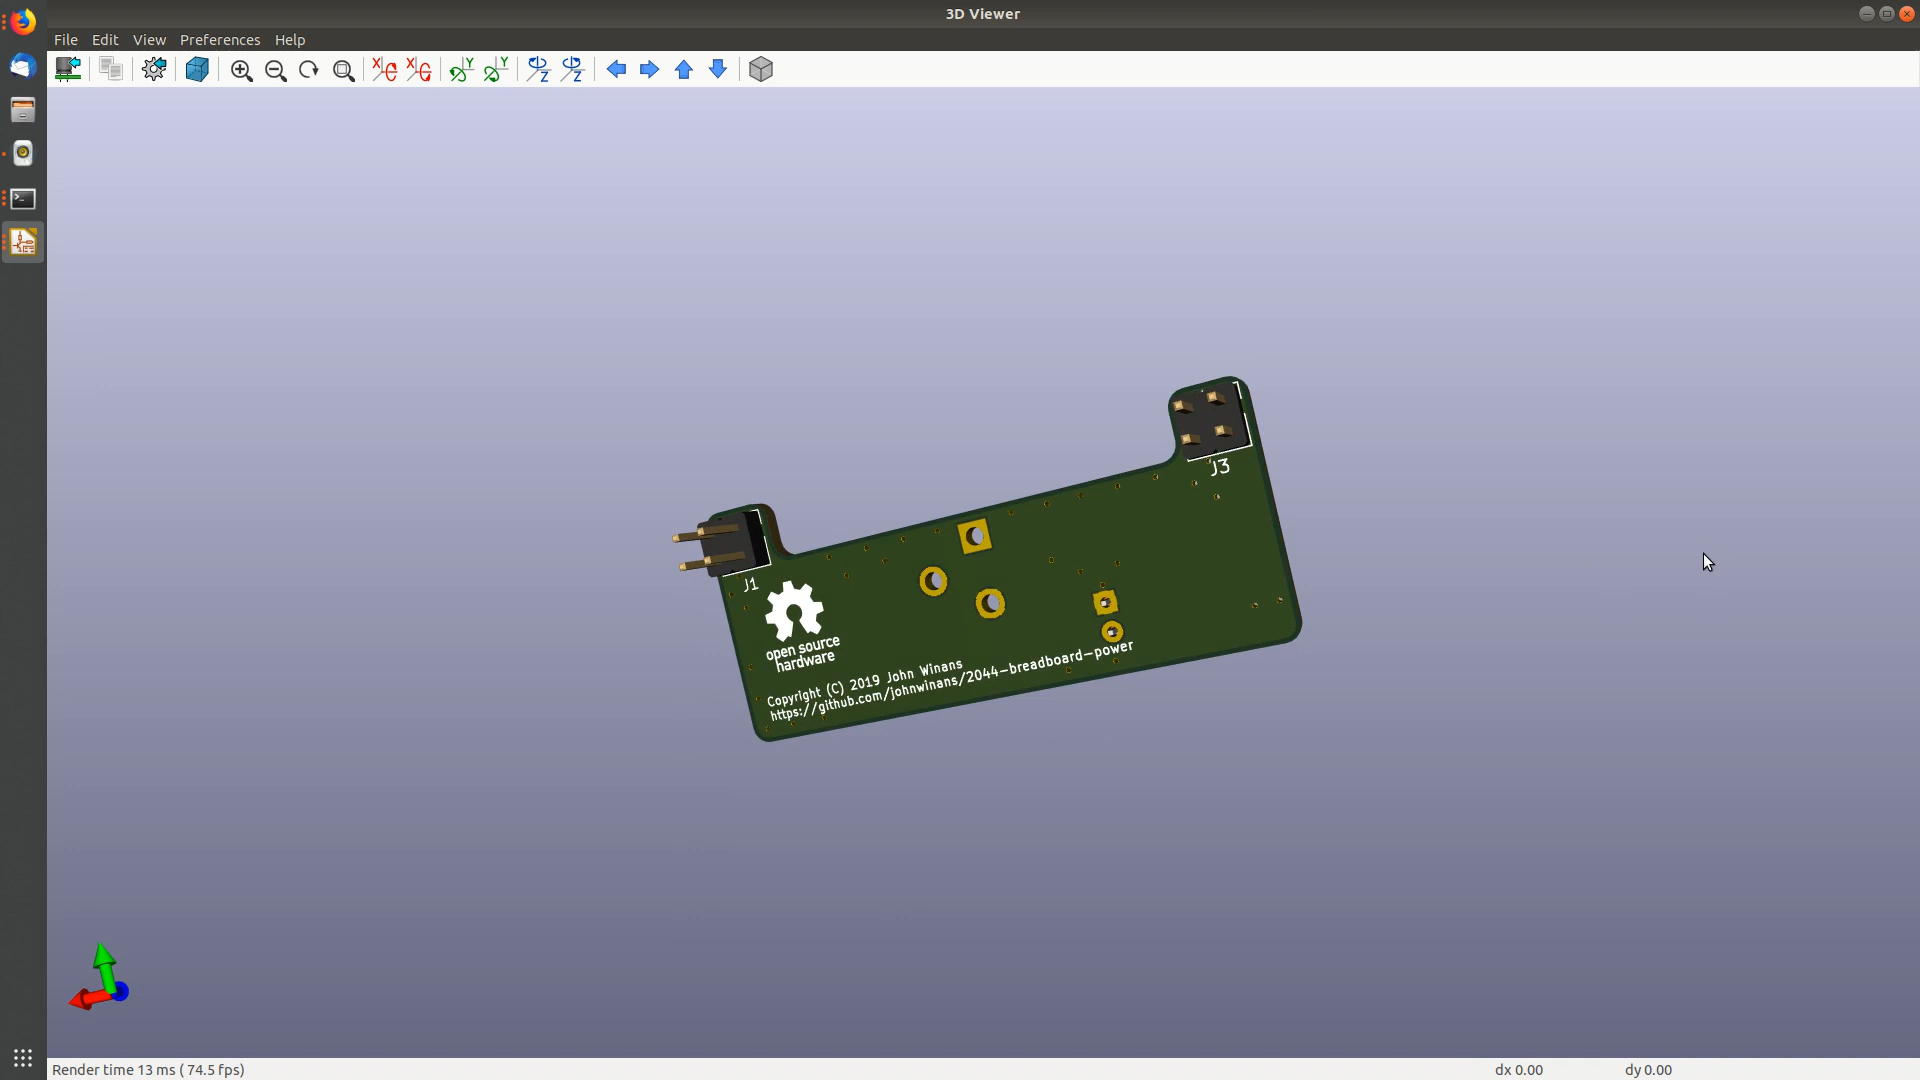 3D Viewer
File Edit View Preferences Help
J3
J1
open source
hardware
Copyright (C) 2019 John Winans
https://github.com/johnwinans/2044-breadboard-power
Render time 13 ms ( 74.5 fps)
dx 0.00
dy 0.00